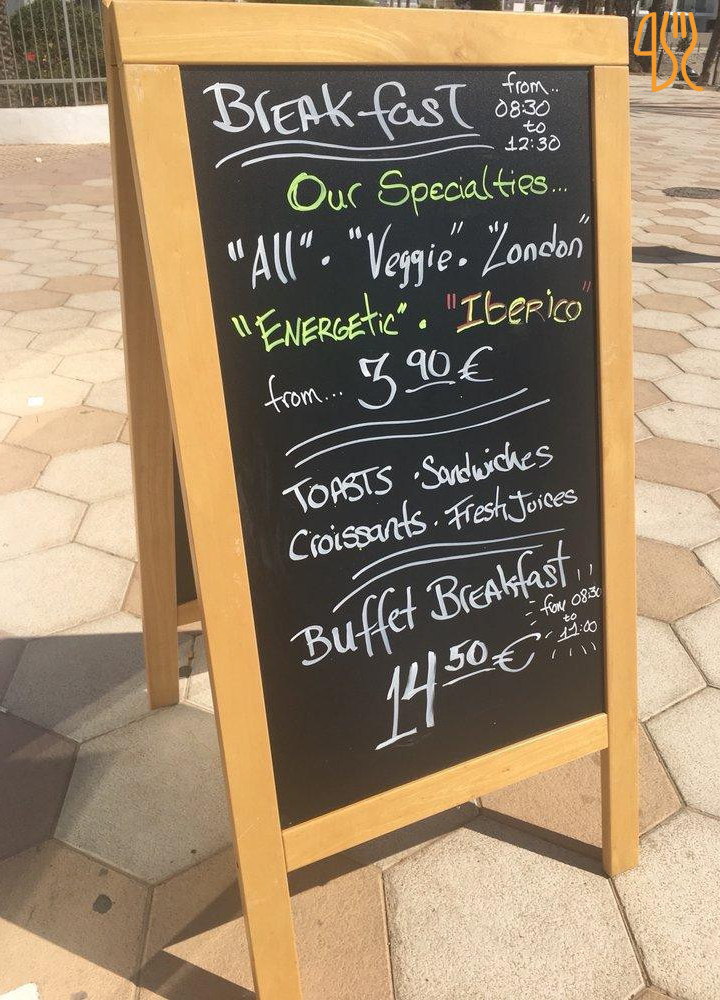 BreakfasT
from..
08:30
to
12:30
Our Specialties...
"All". "Veggie". "London"
"ENERGEtic". "Iberico"
from... 3 90 €
TOASTS . Sandwiches
Croissants . Fresh Juices
Buffet Breakfast
from 08:30
to
11:00
14 50 €